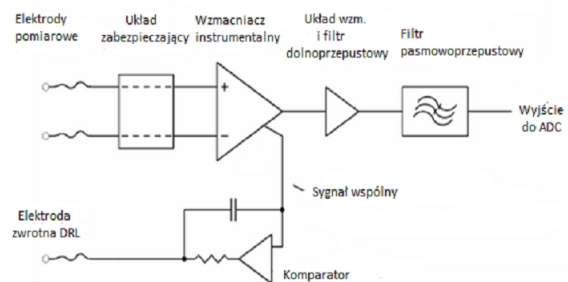 Elektrody
pomiarowe
Układ
zabezpieczający
Wzmacniacz
instrumentalny
Układ wzm.
i filtr
dolnoprzepustowy
Filtr
pasmowoprzepustowy
+
-
Wyjście
do ADC
Sygnał wspólny
Elektroda
zwrotna DRL
Komparator